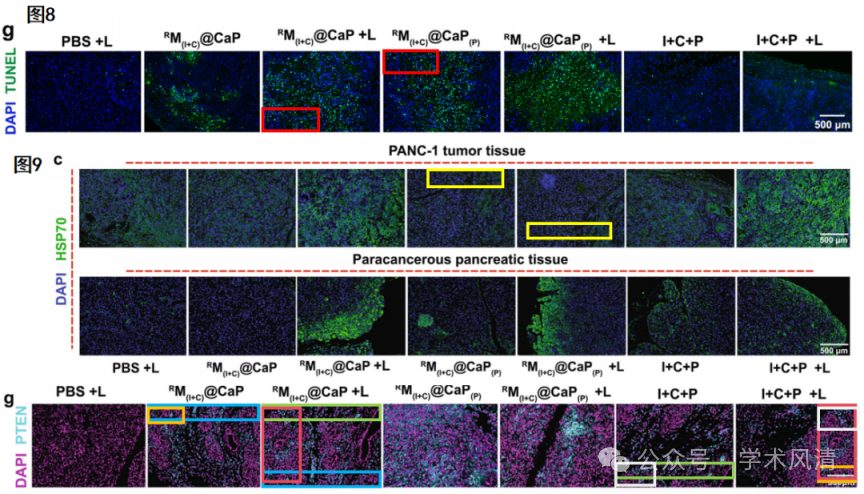 图8
g
PBS +L
RM(I+C)@CaP
RM(I+C)@CaP +L
RM(I+C)@CaP(P)
RM(I+C)@CaP(P) +L
I+C+P
I+C+P +L
DAPI TUNEL
500 μm
图9
c
PANC-1 tumor tissue
DAPI HSP70
500 μm
Paracancerous pancreatic tissue
500 μm
PBS +L
RM(I+C)@CaP
RM(I+C)@CaP +L
RM(I+C)@CaP(P)
RM(I+C)@CaP(P) +L
I+C+P
I+C+P +L
g
PBS +L
RM(I+C)@CaP
RM(I+C)@CaP +L
RM(I+C)@CaP(P)
RM(I+C)@CaP(P) +L
I+C+P
I+C+P +L
DAPI PTEN
公众号 · 学术风清